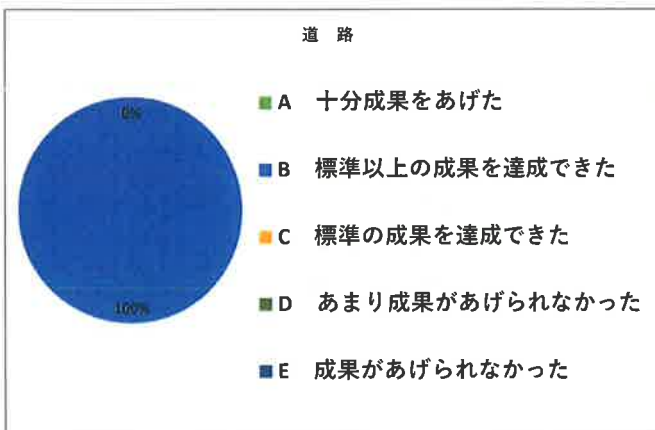 道 路
0%
100%
A 十分成果をあげた
B 標準以上の成果を達成できた
C 標準の成果を達成できた
D あまり成果があげられなかった
E 成果があげられなかった